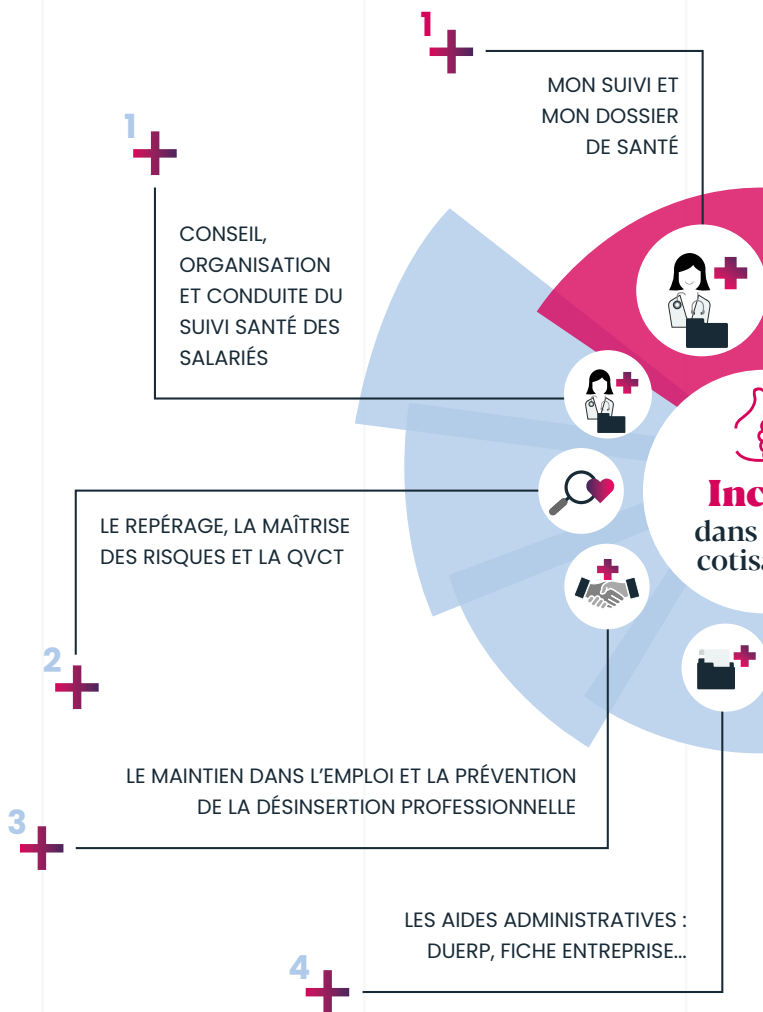 1
MON SUIVI ET
MON DOSSIER
DE SANTÉ
1
CONSEIL,
ORGANISATION
ET CONDUITE DU
SUIVI SANTÉ DES
SALARIÉS
dans
LE REPÉRAGE, LA MAÎTRISE
DES RISQUES ET LA QVCT
2
LE MAINTIEN DANS L'EMPLOI ET LA PRÉVENTION
DE LA DÉSINSERTION PROFESSIONNELLE
3
LES AIDES ADMINISTRATIVES :
DUERP, FICHE ENTREPRISE...
4